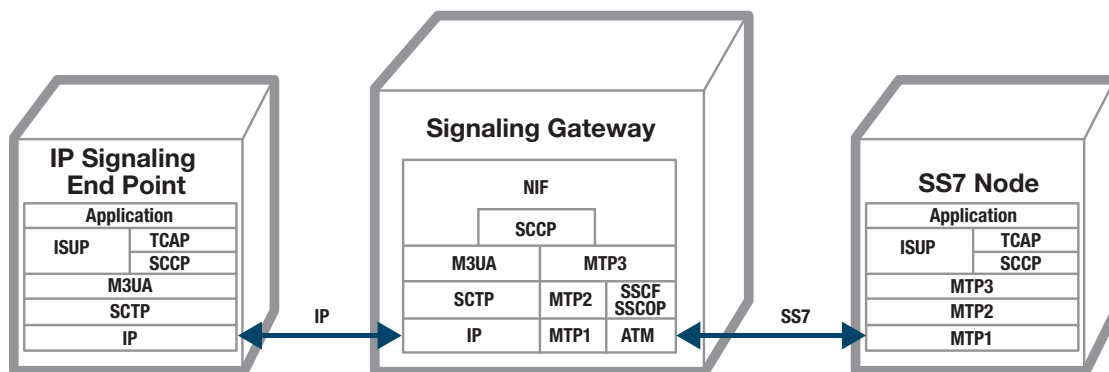 IP Signaling
End Point
Application
ISUP
TCAP
SCCP
M3UA
SCTP
IP
IP
Signaling Gateway
NIF
SCCP
M3UA MTP3
SCTP MTP2 SSCF
SSCOP
IP MTP1 ATM
SS7
SS7 Node
Application
ISUP
TCAP
SCCP
MTP3
MTP2
MTP1